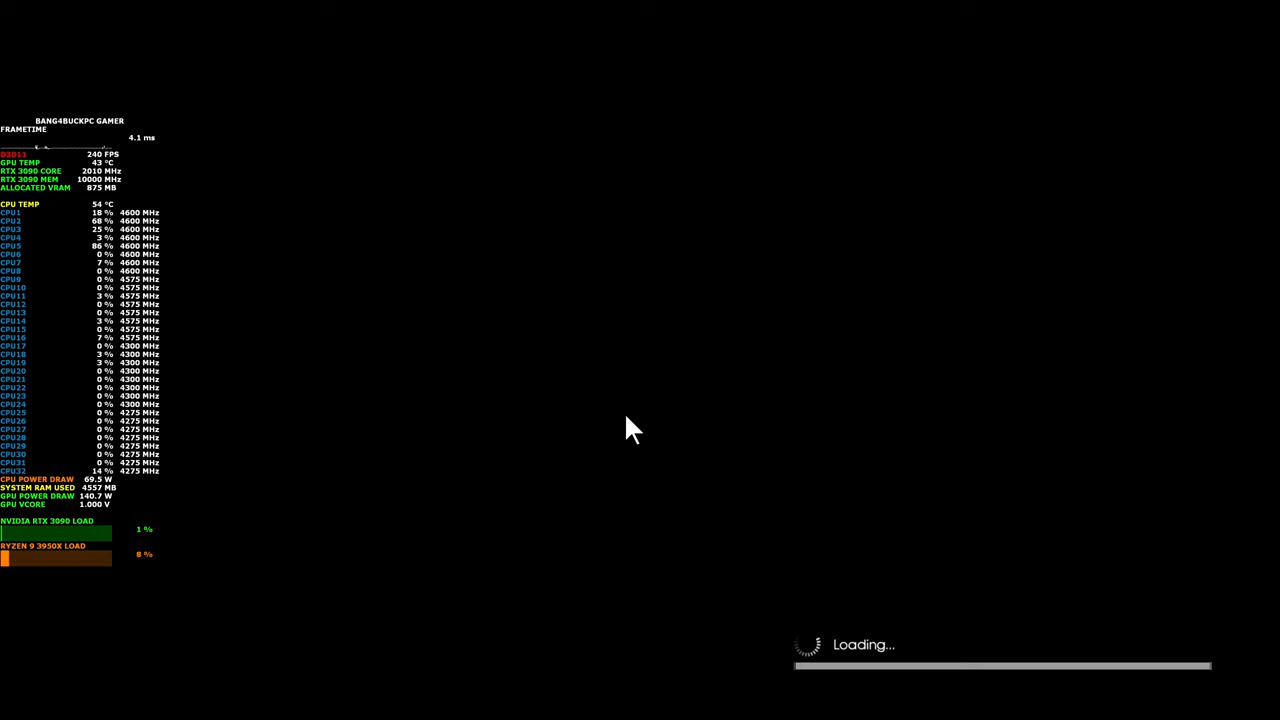 BANG4BUCKPC GAMER
FRAMETIME
4.1 ms
D3D11 240 FPS
GPU TEMP 43 °C
RTX 3090 CORE 2010 MHz
RTX 3090 MEM 10000 MHz
ALLOCATED VRAM 875 MB
CPU TEMP 54 °C
CPU1 18 % 4600 MHz
CPU2 68 % 4600 MHz
CPU3 25 % 4600 MHz
CPU4 3 % 4600 MHz
CPU5 86 % 4600 MHz
CPU6 0 % 4600 MHz
CPU7 7 % 4600 MHz
CPU8 0 % 4600 MHz
CPU9 0 % 4575 MHz
CPU10 0 % 4575 MHz
CPU11 3 % 4575 MHz
CPU12 0 % 4575 MHz
CPU13 0 % 4575 MHz
CPU14 3 % 4575 MHz
CPU15 0 % 4575 MHz
CPU16 7 % 4575 MHz
CPU17 0 % 4300 MHz
CPU18 3 % 4300 MHz
CPU19 3 % 4300 MHz
CPU20 0 % 4300 MHz
CPU21 0 % 4300 MHz
CPU22 0 % 4300 MHz
CPU23 0 % 4300 MHz
CPU24 0 % 4300 MHz
CPU25 0 % 4275 MHz
CPU26 0 % 4275 MHz
CPU27 0 % 4275 MHz
CPU28 0 % 4275 MHz
CPU29 0 % 4275 MHz
CPU30 0 % 4275 MHz
CPU31 0 % 4275 MHz
CPU32 14 % 4275 MHz
CPU POWER DRAW 69.5 W
SYSTEM RAM USED 4557 MB
GPU POWER DRAW 140.7 W
GPU VCORE 1.000 V
NVIDIA RTX 3090 LOAD
1 %
RYZEN 9 3950X LOAD
8 %
Loading...